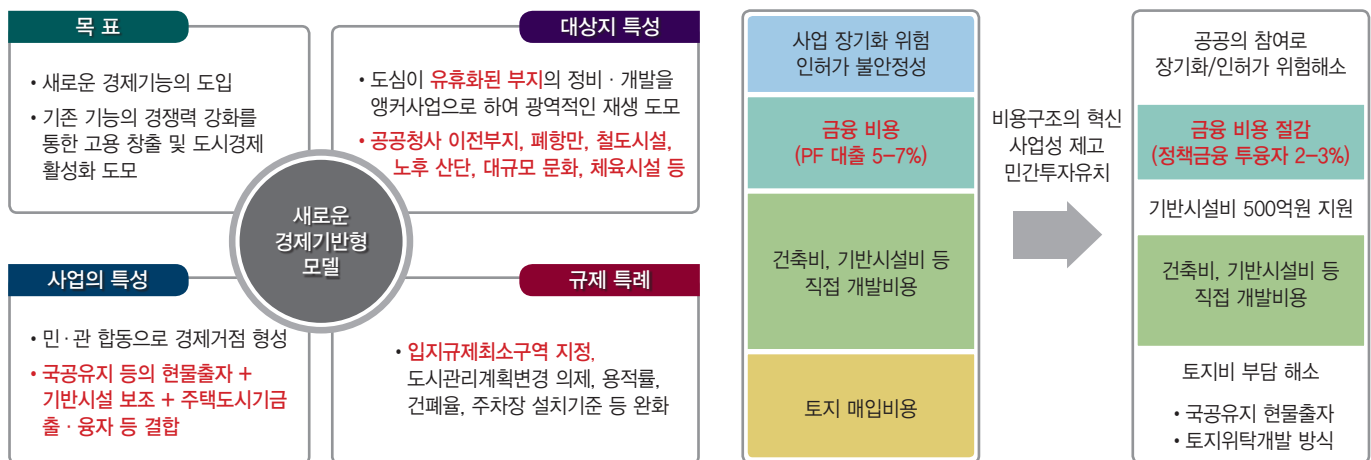 목 표
• 새로운 경제기능의 도입
• 기존 기능의 경쟁력 강화를
통한 고용 창출 및 도시경제
활성화 도모
대상지 특성
• 도심이 유휴화된 부지의 정비 · 개발을
앵커사업으로 하여 광역적인 재생 도모
• 공공청사 이전부지, 폐항만, 철도시설,
노후 산단, 대규모 문화, 체육시설 등
새로운
경제기반형
모델
사업의 특성
• 민 · 관 합동으로 경제거점 형성
• 국공유지 등의 현물출자 +
기반시설 보조 + 주택도시기금
출 · 융자 등 결합
규제 특례
• 입지규제최소구역 지정,
도시관리계획변경 의제, 용적률,
건폐율, 주차장 설치기준 등 완화
사업 장기화 위험
인허가 불안정성
금융 비용
(PF 대출 5-7%)
건축비, 기반시설비 등
직접 개발비용
토지 매입비용
비용구조의 혁신
사업성 제고
민간투자유치
공공의 참여로
장기화/인허가 위험해소
금융 비용 절감
(정책금융 투융자 2-3%)
기반시설비 500억원 지원
건축비, 기반시설비 등
직접 개발비용
토지비 부담 해소
• 국공유지 현물출자
• 토지위탁개발 방식